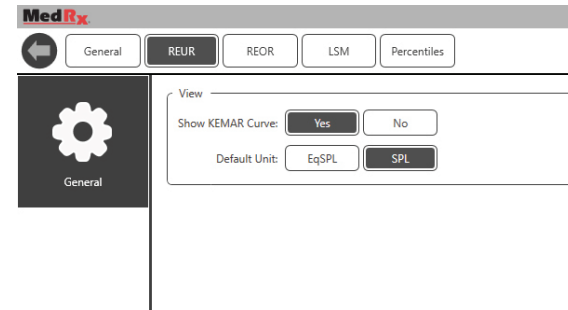 MedRx
General REUR REOR LSM Percentiles
View
Show KEMAR Curve: Yes No
Default Unit: EqSPL SPL
General